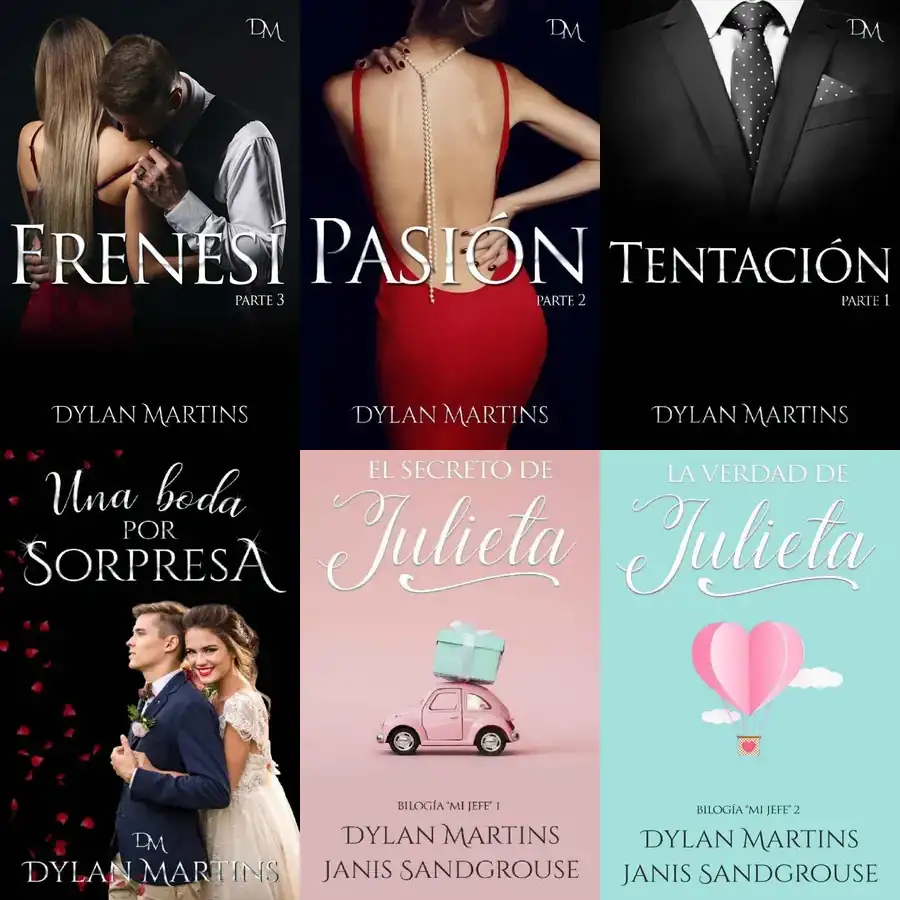 DM
FRENESÍ
PARTE 3
DYLAN MARTINS
DM
PASIÓN
PARTE 2
DYLAN MARTINS
DM
TENTACIÓN
PARTE 1
DYLAN MARTINS
Una boda
POR
SORPRESA
DM
DYLAN MARTINS
EL SECRETO DE
Julieta
BILOGÍA "MI JEFE" 1
DYLAN MARTINS
JANIS SANDGROUSE
LA VERDAD DE
Julieta
BILOGÍA "MI JEFE" 2
DYLAN MARTINS
JANIS SANDGROUSE